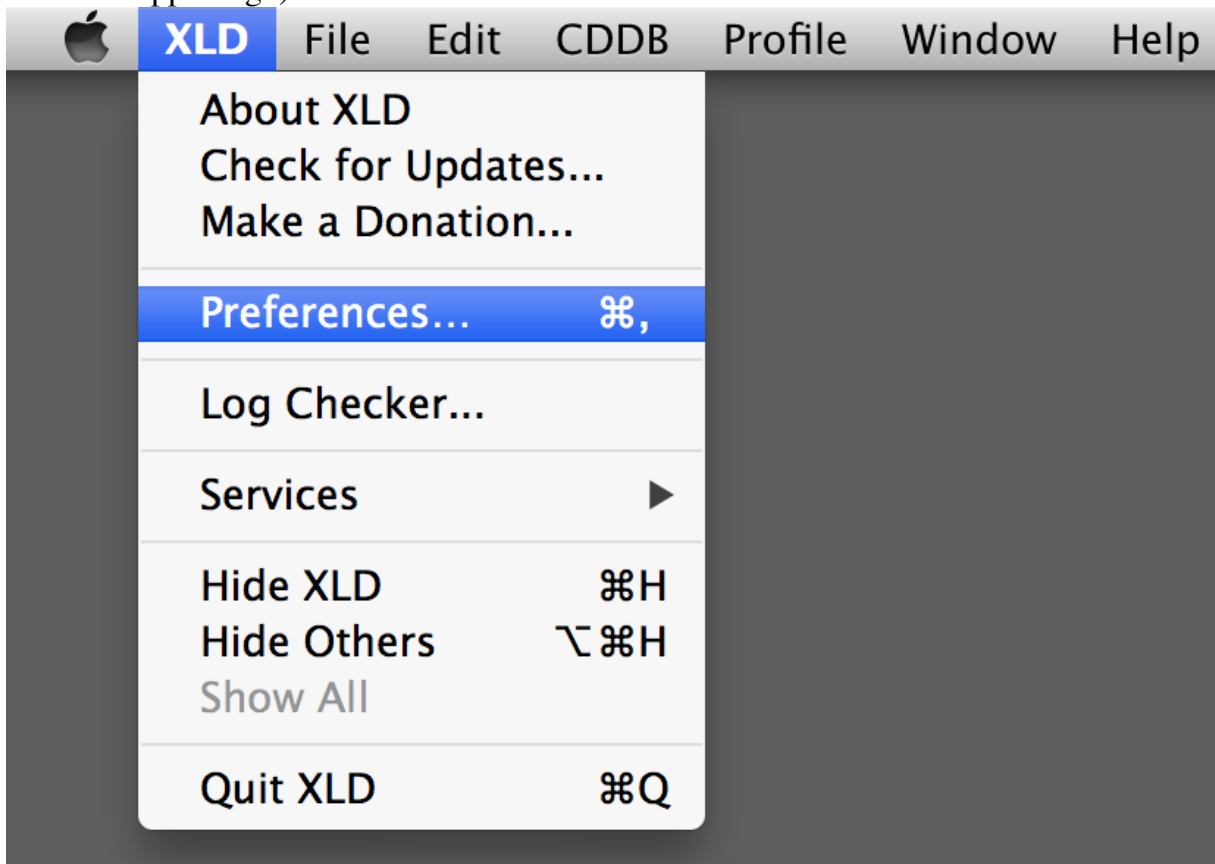 XLD File Edit CDDB Profile Window Help
About XLD
Check for Updates...
Make a Donation...
Preferences... ⌘,
Log Checker...
Services ▶
Hide XLD ⌘H
Hide Others ⌥⌘H
Show All
Quit XLD ⌘Q